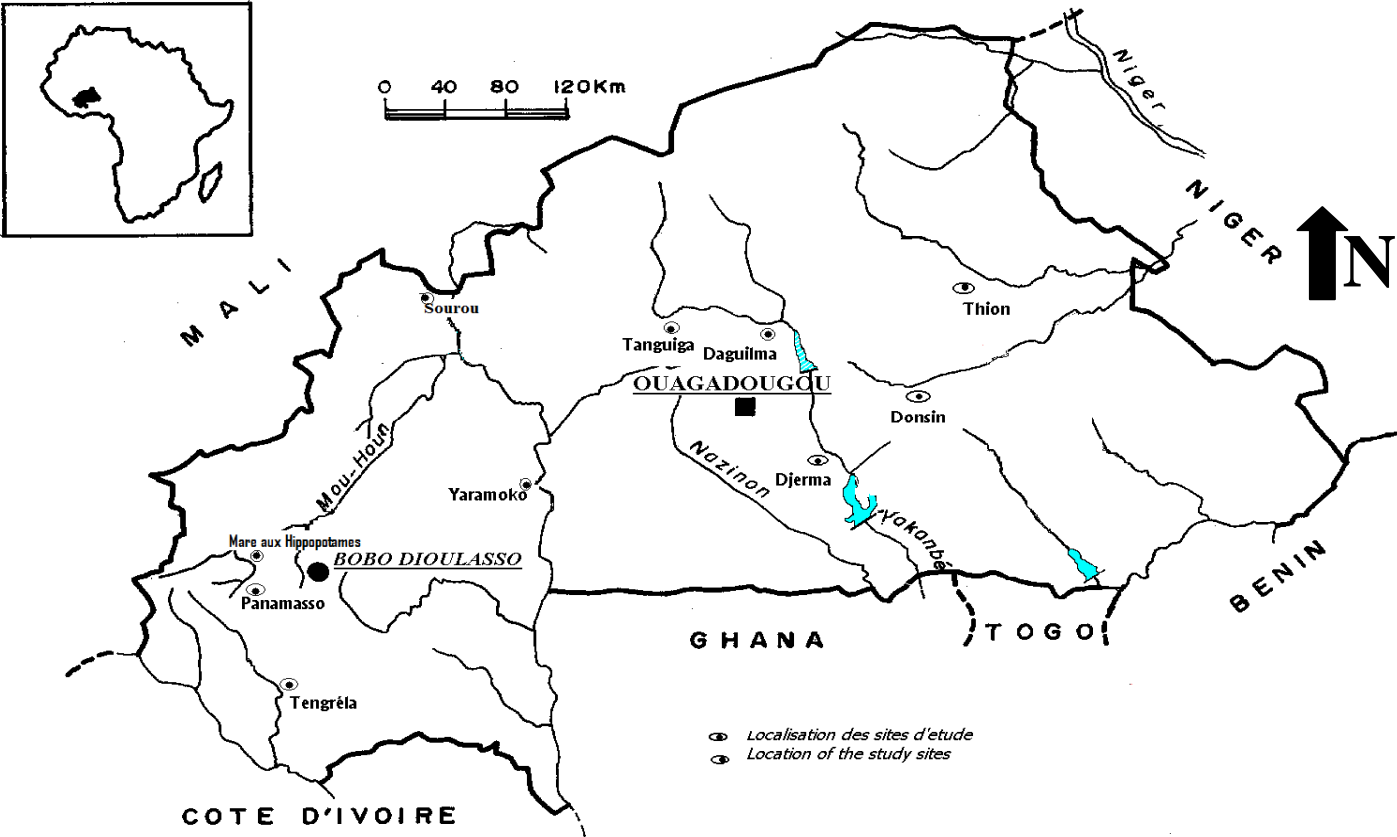 0 40 80 120Km
Niger
NIGER
N
MALI
Sourou
Thion
Tanguiga
Daguilma
OUAGADOUGOU
Donsin
Mou-Houn
Nazinon
Djerma
Yaramoko
Yakanbé
Mare aux Hippopotames
BOBO DIOULASSO
Panamasso
BENIN
GHANA
TOGO
Tengréla
Localisation des sites d'etude
Location of the study sites
COTE D'IVOIRE